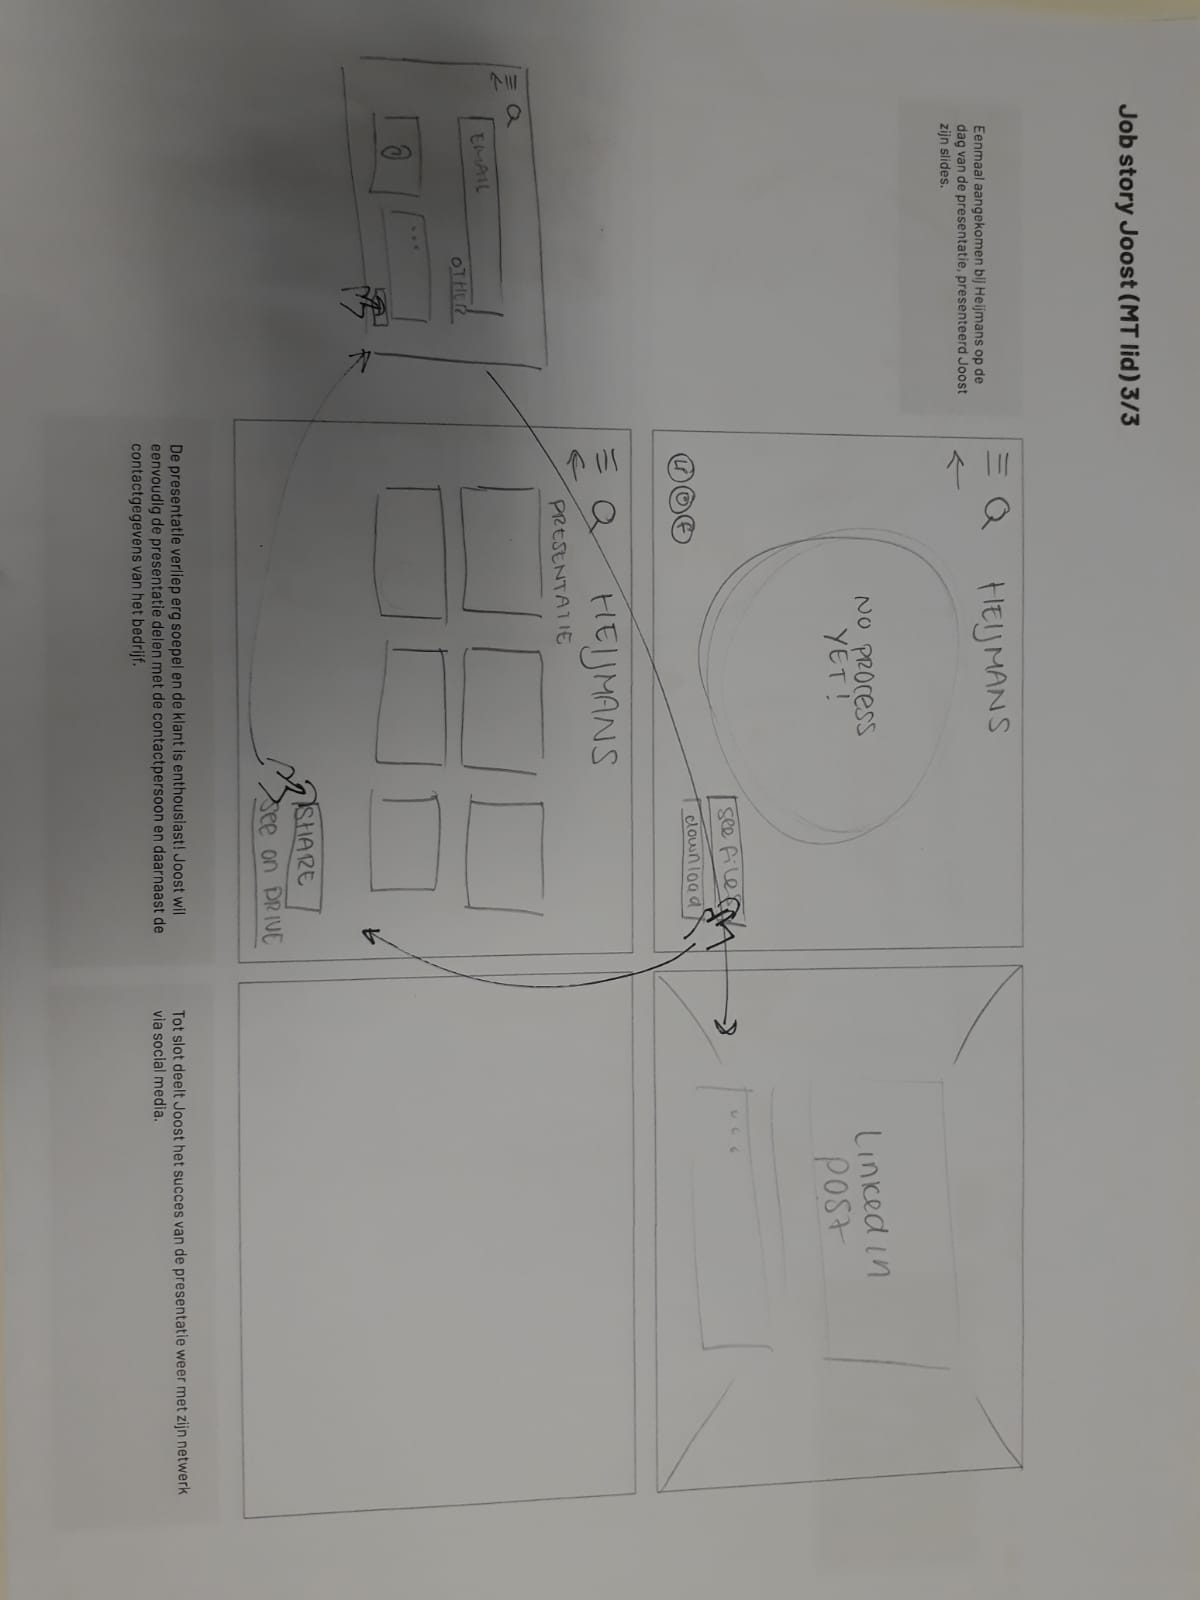 Job story Joost (MT lid) 3/3
Eenmaal aangekomen bij Heijmans op de
dag van de presentatie, presenteerd Joost
zijn slides.
HEIJMANS
NO PROCESS
YET!
see files
download
Linked in
post
HEIJMANS
PRESENTATIE
SHARE
See on DRIVE
EMAIL
OTHER
@
...
De presentatie verliep erg soepel en de klant is enthousiast! Joost wil
eenvoudig de presentatie delen met de contactpersoon en daarnaast de
contactgegevens van het bedrijf.
Tot slot deelt Joost het succes van de presentatie weer met zijn netwerk
via social media.